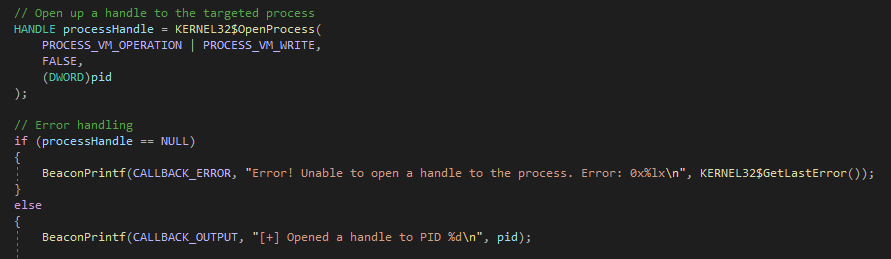 // Open up a handle to the targeted process
HANDLE processHandle = KERNEL32$OpenProcess(
    PROCESS_VM_OPERATION | PROCESS_VM_WRITE,
    FALSE,
    (DWORD)pid
);

// Error handling
if (processHandle == NULL)
{
    BeaconPrintf(CALLBACK_ERROR, "Error! Unable to open a handle to the process. Error: 0x%lx\n", KERNEL32$GetLastError());
}
else
{
    BeaconPrintf(CALLBACK_OUTPUT, "[+] Opened a handle to PID %d\n", pid);